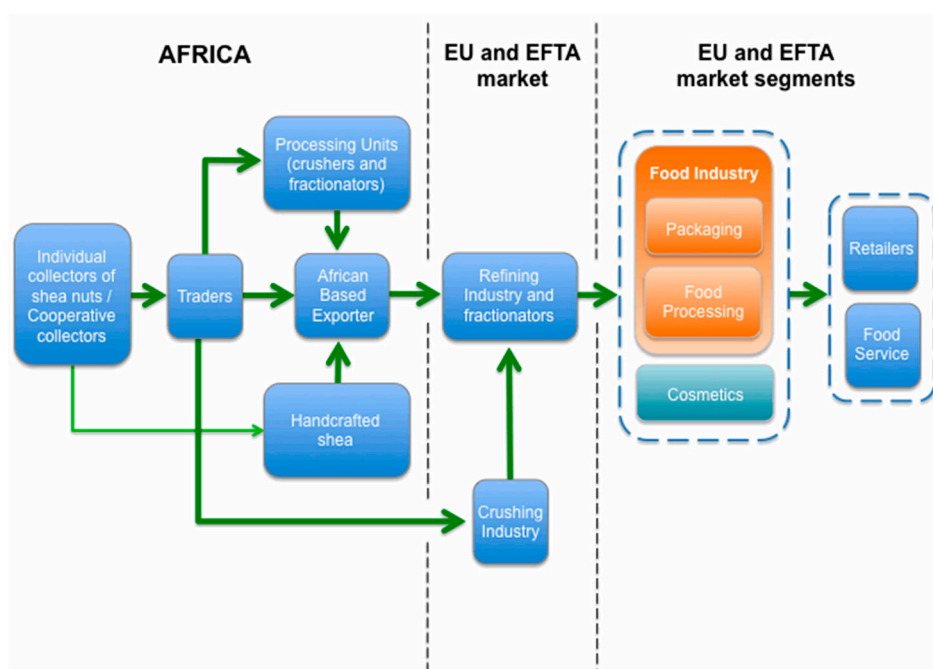 AFRICA
EU and EFTA
market
EU and EFTA
market segments
Processing Units
(crushers and
fractionators)
Individual
collectors of
shea nuts /
Cooperative
collectors
Traders
African
Based
Exporter
Handcrafted
shea
Refining
Industry and
fractionators
Crushing
Industry
Food Industry
Packaging
Food
Processing
Cosmetics
Retailers
Food
Service